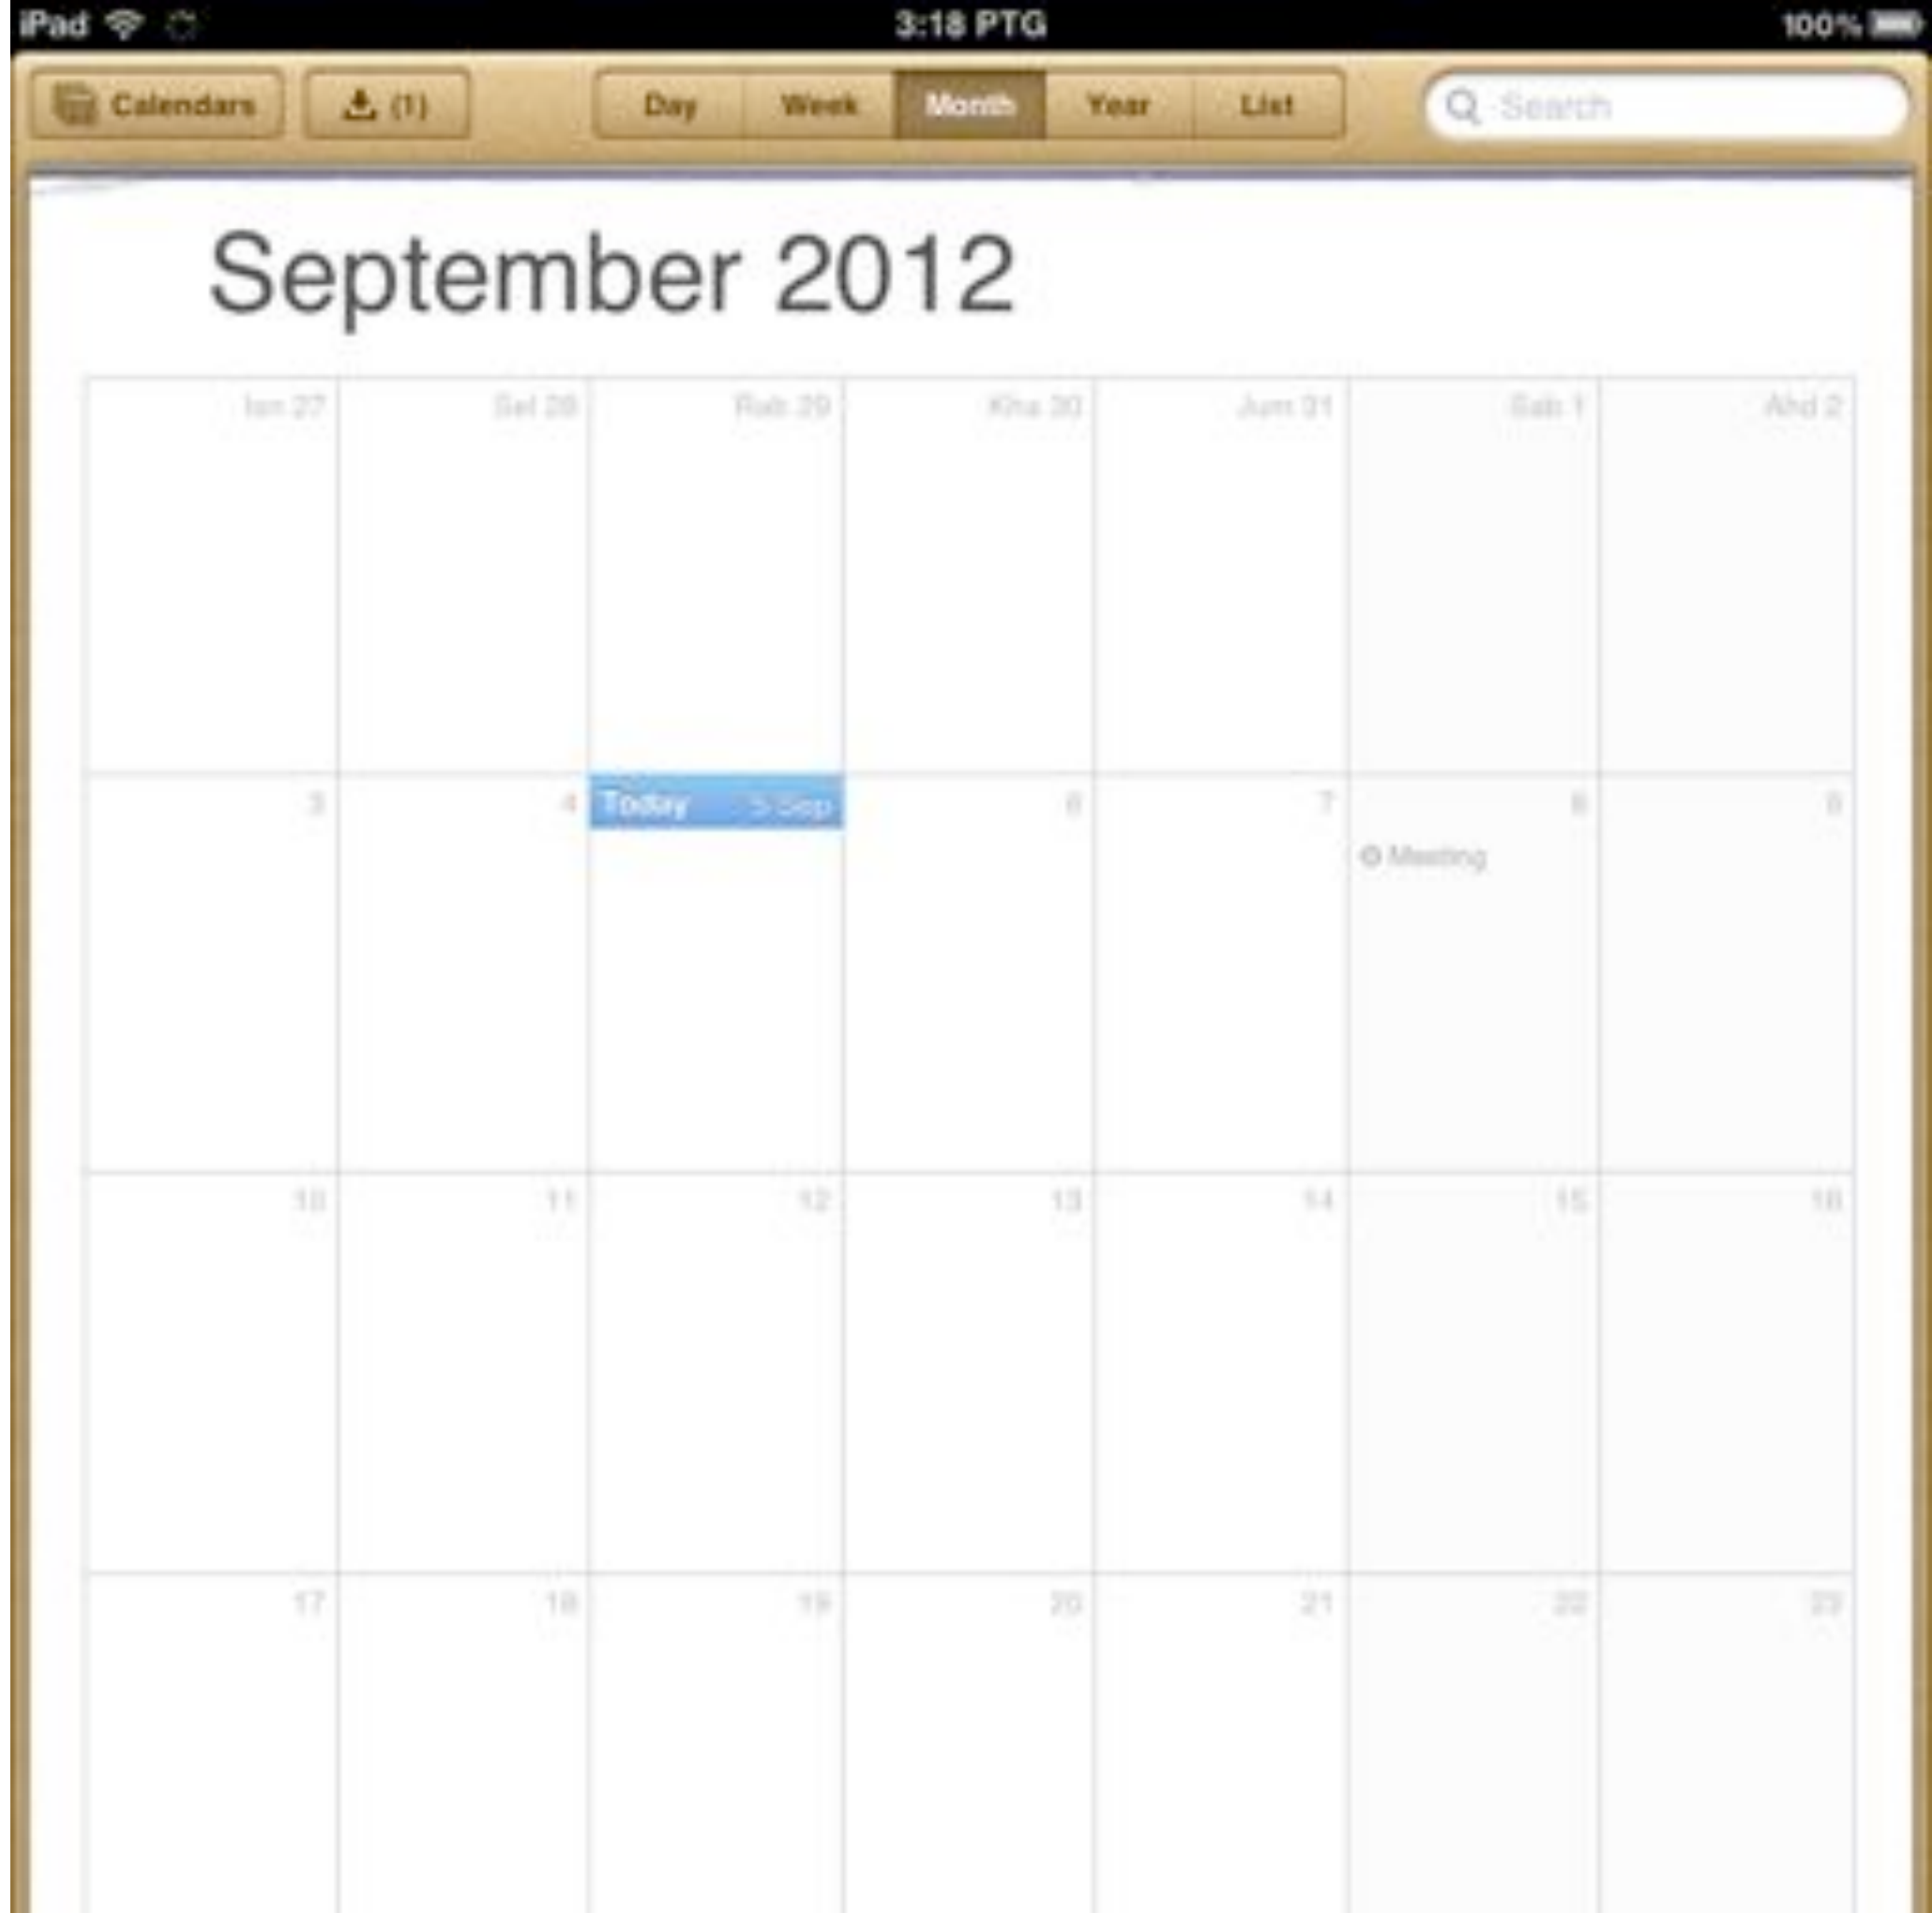 iPad 3:18 PTG 100%
Calendars (1) Day Week Month Year List Search
September 2012
Isn 27 Sel 28 Rab 29 Kha 30 Jum 31 Sab 1 Ahd 2
3 4 Today 5 Sep 6 7 8 9
Meeting
10 11 12 13 14 15 16
17 18 19 20 21 22 23